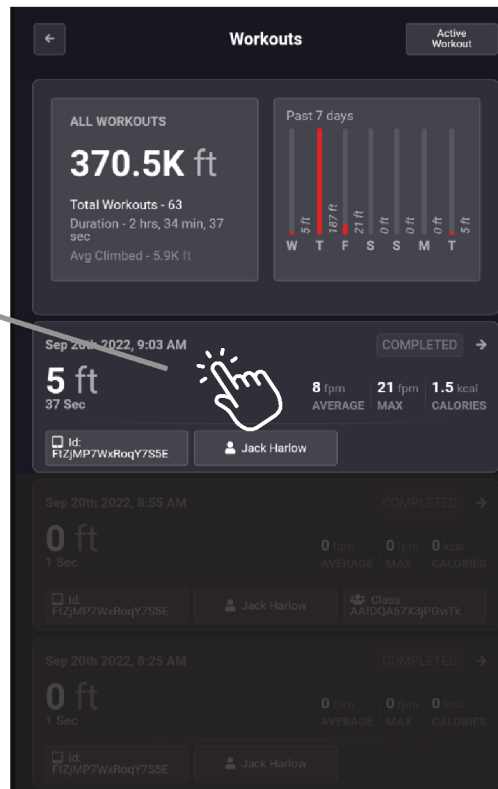 Workouts
Active
Workout
ALL WORKOUTS
370.5K ft
Total Workouts - 63
Duration - 2 hrs, 34 min, 37
sec
Avg Climbed - 5.9K ft
Past 7 days
5 ft
187 ft
21 ft
0 ft
0 ft
0 ft
5 ft
W T F S S M T
Sep 20th 2022, 9:03 AM
COMPLETED
5 ft
37 Sec
8 fpm
AVERAGE
21 fpm
MAX
1.5 kcal
CALORIES
Id:
FtZjMP7WxRoqY7S5E
Jack Harlow
Sep 20th 2022, 8:55 AM
COMPLETED
0 ft
1 Sec
0 fpm
AVERAGE
0 fpm
MAX
0 kcal
CALORIES
Id:
FtZjMP7WxRoqY7S5E
Jack Harlow
Class:
AAfDQA57X3jPGviTk
Sep 20th 2022, 8:25 AM
COMPLETED
0 ft
1 Sec
0 fpm
AVERAGE
0 fpm
MAX
0 kcal
CALORIES
Id:
FtZjMP7WxRoqY7S5E
Jack Harlow